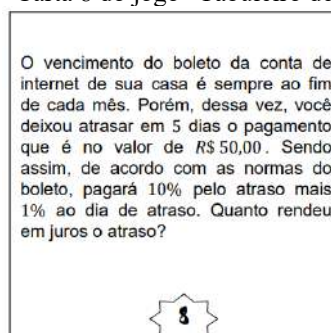 O vencimento do boleto da conta de
internet de sua casa é sempre ao fim
de cada mês. Porém, dessa vez, você
deixou atrasar em 5 dias o pagamento
que é no valor de R$ 50,00. Sendo
assim, de acordo com as normas do
boleto, pagará 10% pelo atraso mais
1% ao dia de atraso. Quanto rendeu
em juros o atraso?
8